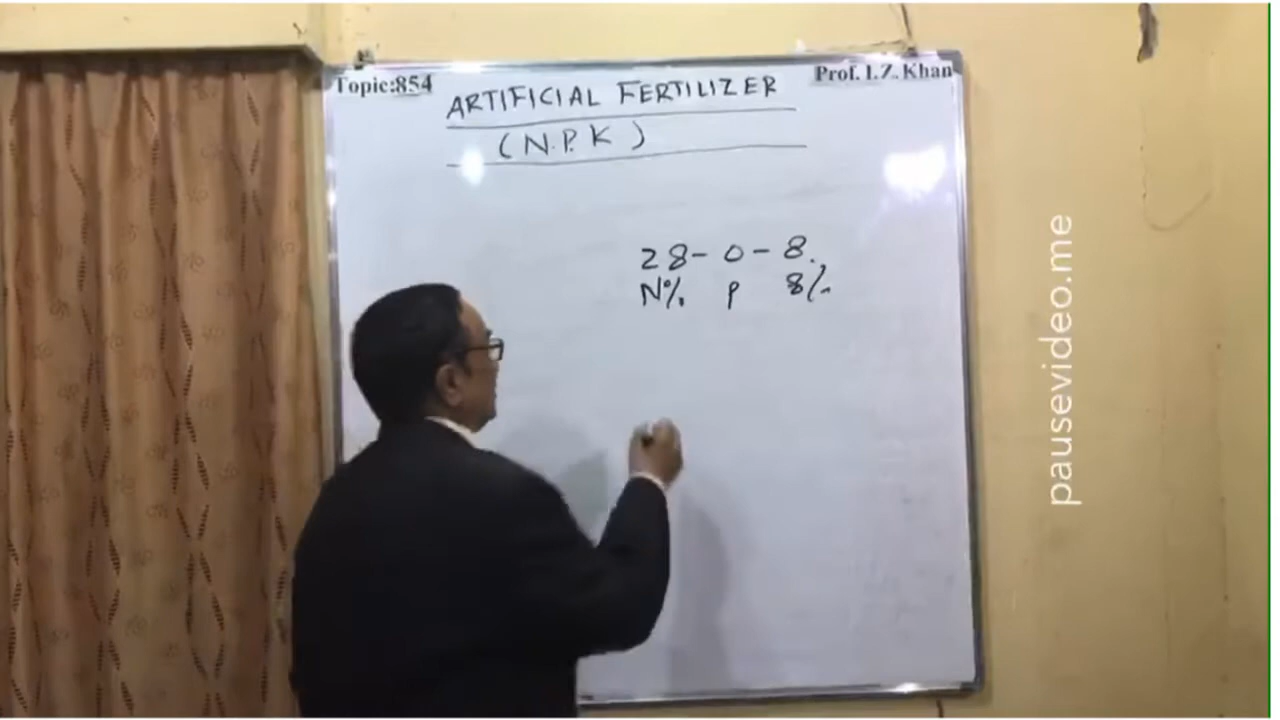 Topic:854
Prof. I.Z. Khan
ARTIFICIAL FERTILIZER
(N.P.K)
28-0-8.
N% P 8%
pausevideo.me